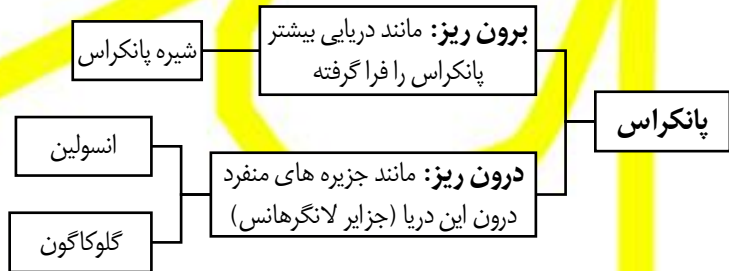 پانکراس
برون ریز: مانند دریایی بیشتر
پانکراس را فرا گرفته
شیره پانکراس
درون ریز: مانند جزیره های منفرد
درون این دریا (جزایر لانگرهانس)
انسولین
گلوکاگون